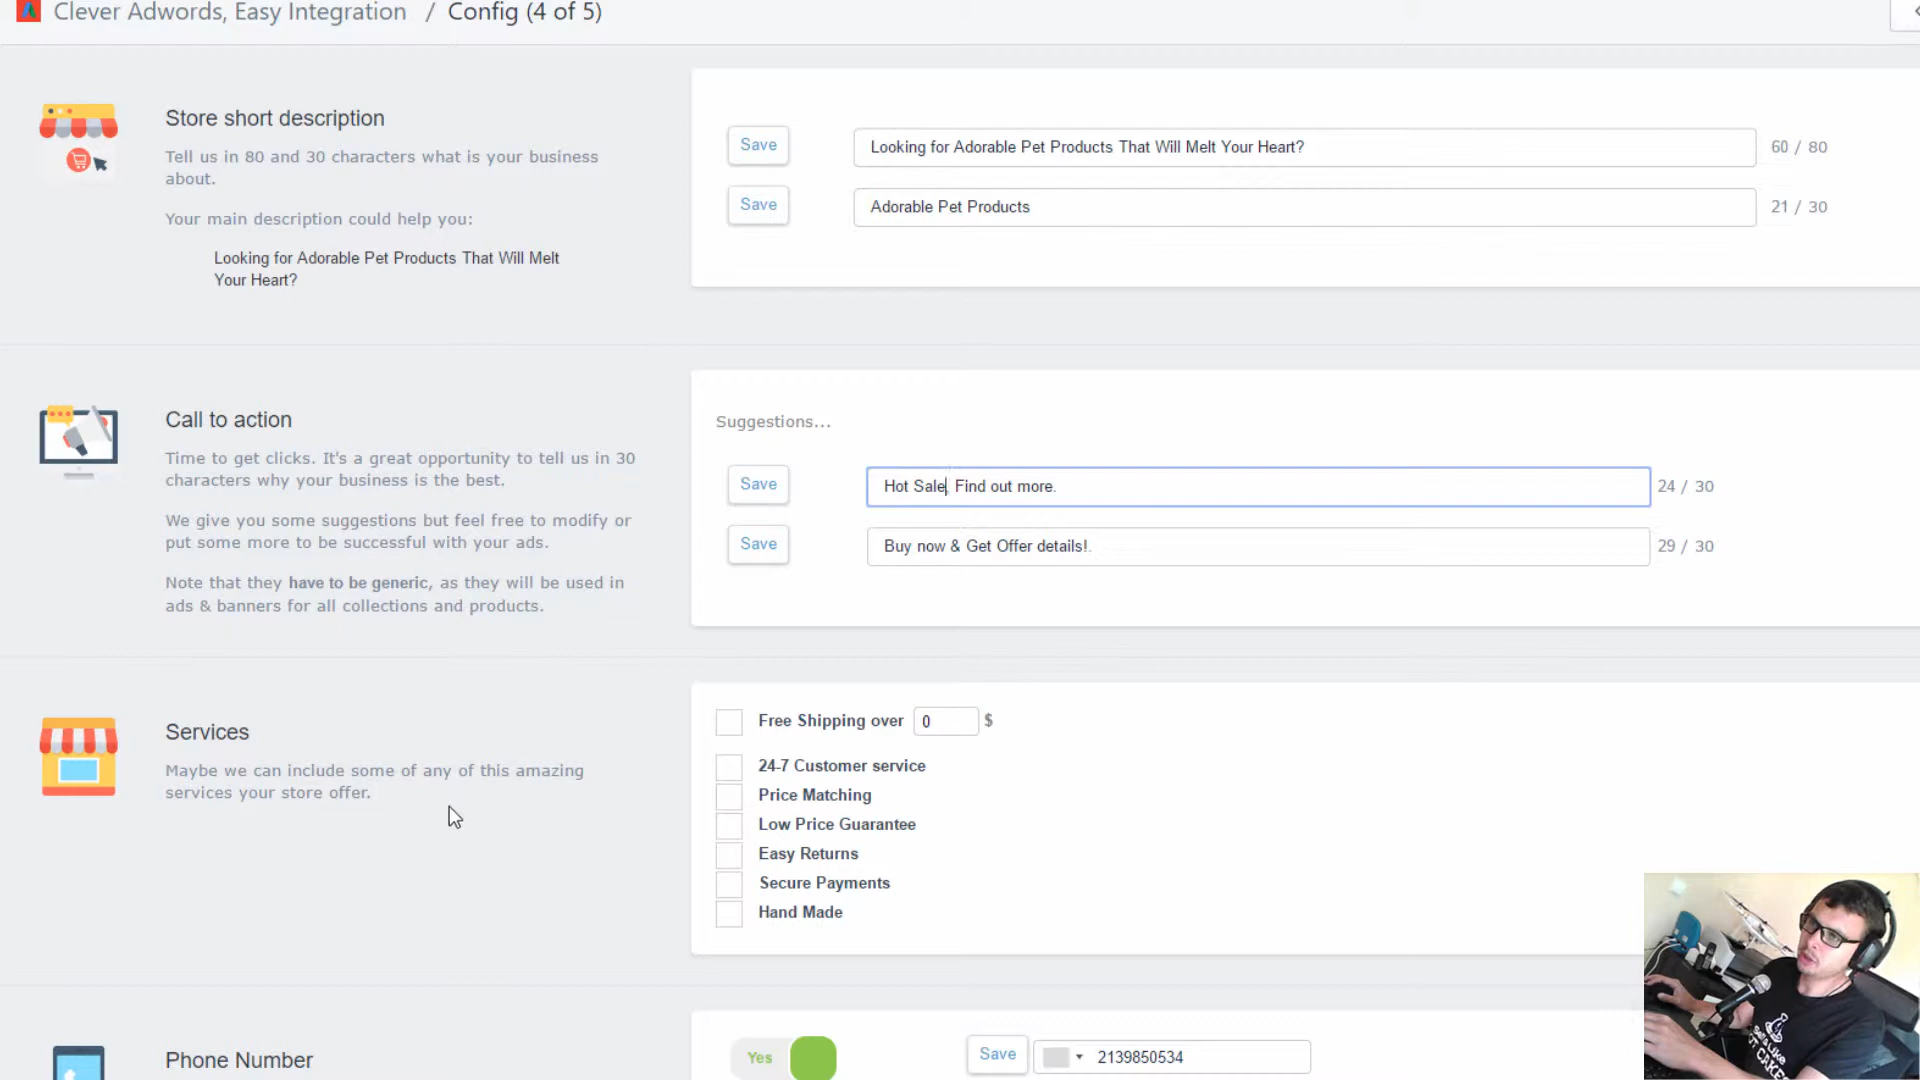 Clever Adwords, Easy Integration / Config (4 of 5)
Store short description
Tell us in 80 and 30 characters what is your business
about.
Your main description could help you:
Looking for Adorable Pet Products That Will Melt
Your Heart?
Save
Looking for Adorable Pet Products That Will Melt Your Heart?
60 / 80
Save
Adorable Pet Products
21 / 30
Call to action
Time to get clicks. It's a great opportunity to tell us in 30
characters why your business is the best.
We give you some suggestions but feel free to modify or
put some more to be successful with your ads.
Note that they have to be generic, as they will be used in
ads & banners for all collections and products.
Suggestions...
Save
Hot Sale, Find out more.
24 / 30
Save
Buy now & Get Offer details!.
29 / 30
Services
Maybe we can include some of any of this amazing
services your store offer.
Free Shipping over 0 $
24-7 Customer service
Price Matching
Low Price Guarantee
Easy Returns
Secure Payments
Hand Made
Phone Number
Yes
Save
2139850534